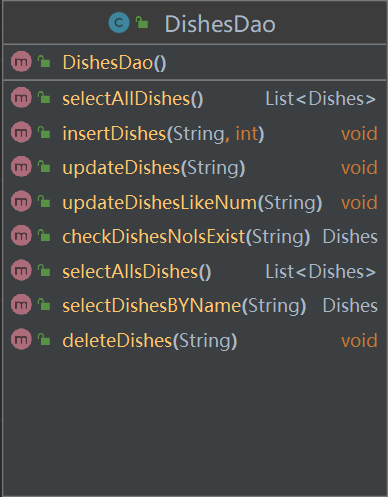 DishesDao
DishesDao()
selectAllDishes() List<Dishes>
insertDishes(String, int) void
updateDishes(String) void
updateDishesLikeNum(String) void
checkDishesNoIsExist(String) Dishes
selectAllsDishes() List<Dishes>
selectDishesBYName(String) Dishes
deleteDishes(String) void